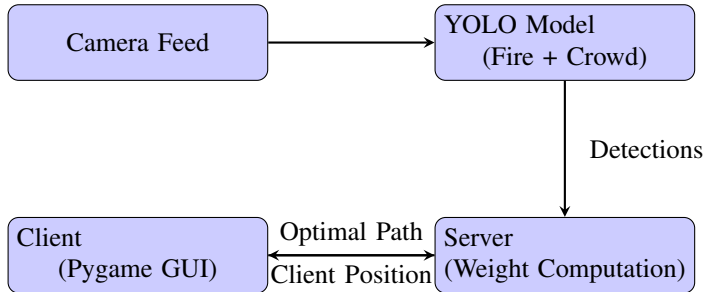 Camera Feed
YOLO Model
(Fire + Crowd)
Detections
Client
(Pygame GUI)
Optimal Path
Client Position
Server
(Weight Computation)